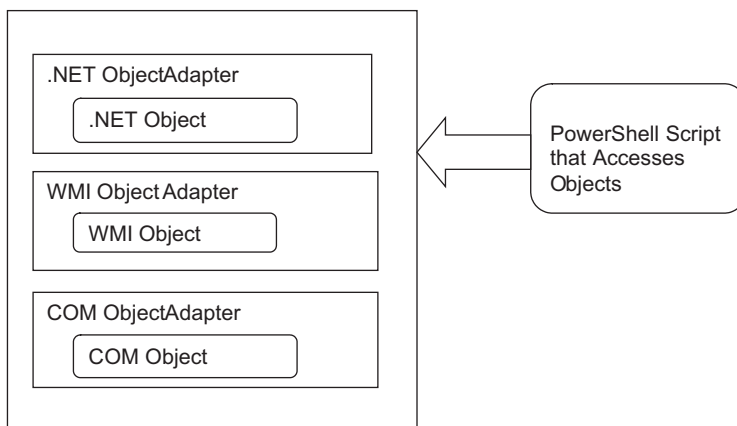 .NET ObjectAdapter
.NET Object
WMI Object Adapter
WMI Object
COM ObjectAdapter
COM Object
PowerShell Script
that Accesses
Objects